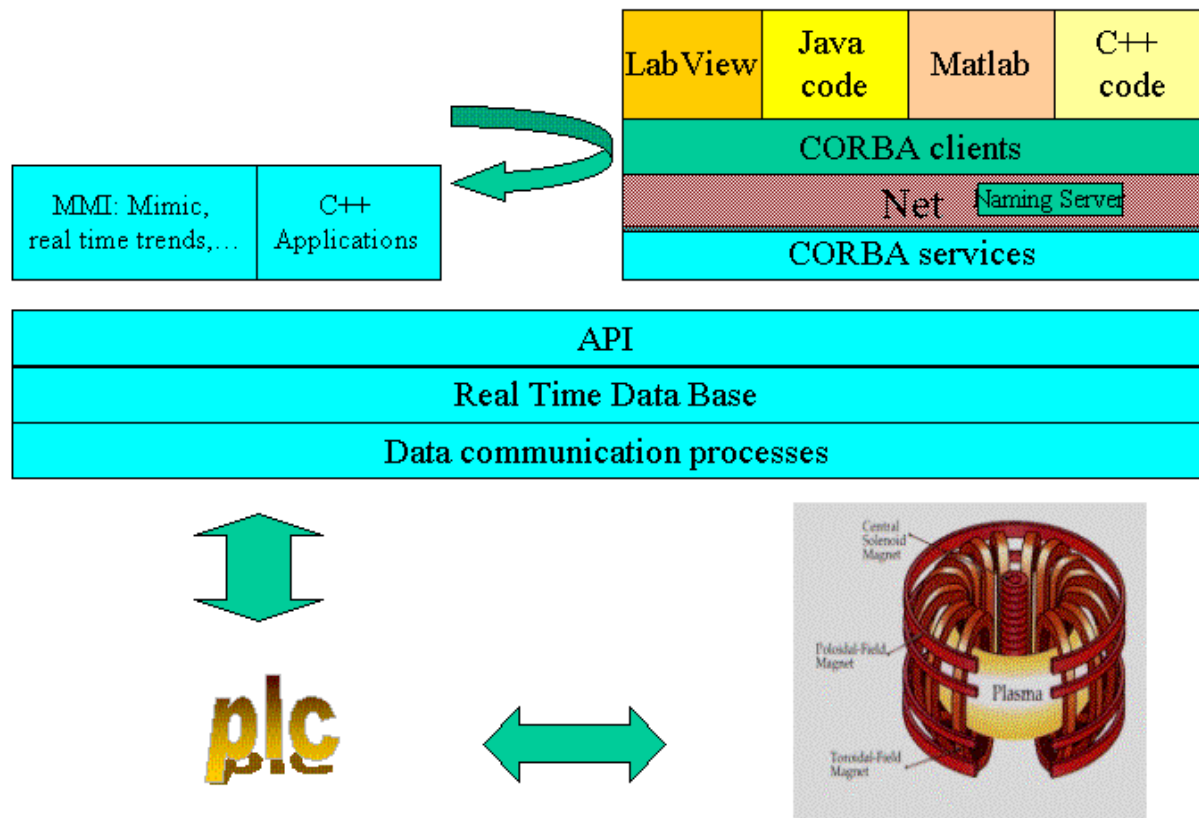 LabView
Java
code
Matlab
C++
code
CORBA clients
Net
Naming Server
CORBA services
MMI: Mimic,
real time trends,...
C++
Applications
API
Real Time Data Base
Data communication processes
plc
Central
Solenoid
Magnet
Poloidal-Field
Magnet
Plasma
Toroidal-Field
Magnet